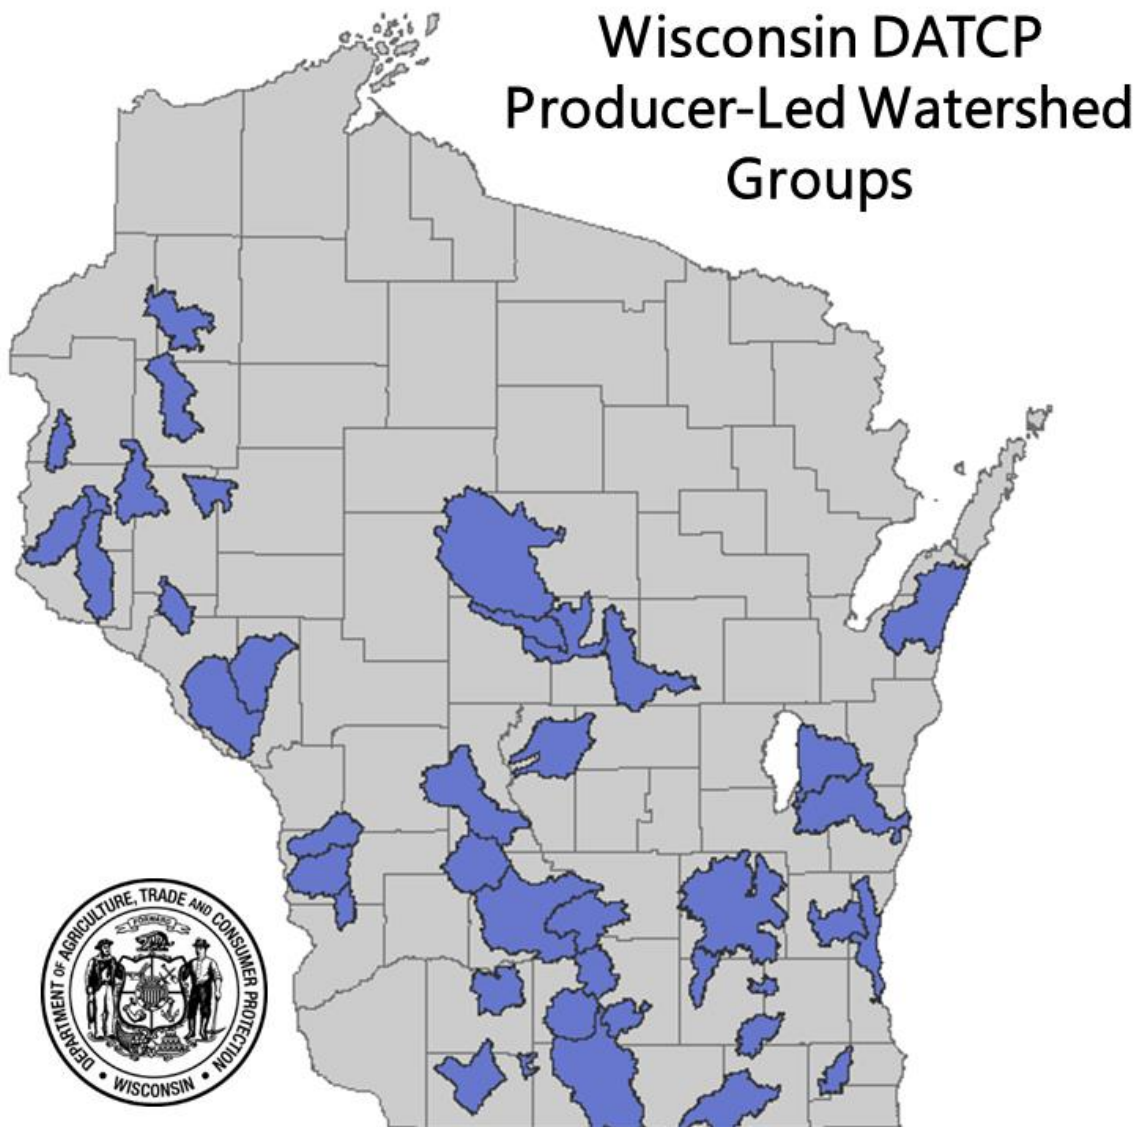 Wisconsin DATCP
Producer-Led Watershed
Groups
DEPARTMENT OF AGRICULTURE, TRADE AND CONSUMER PROTECTION
FORWARD
• WISCONSIN •